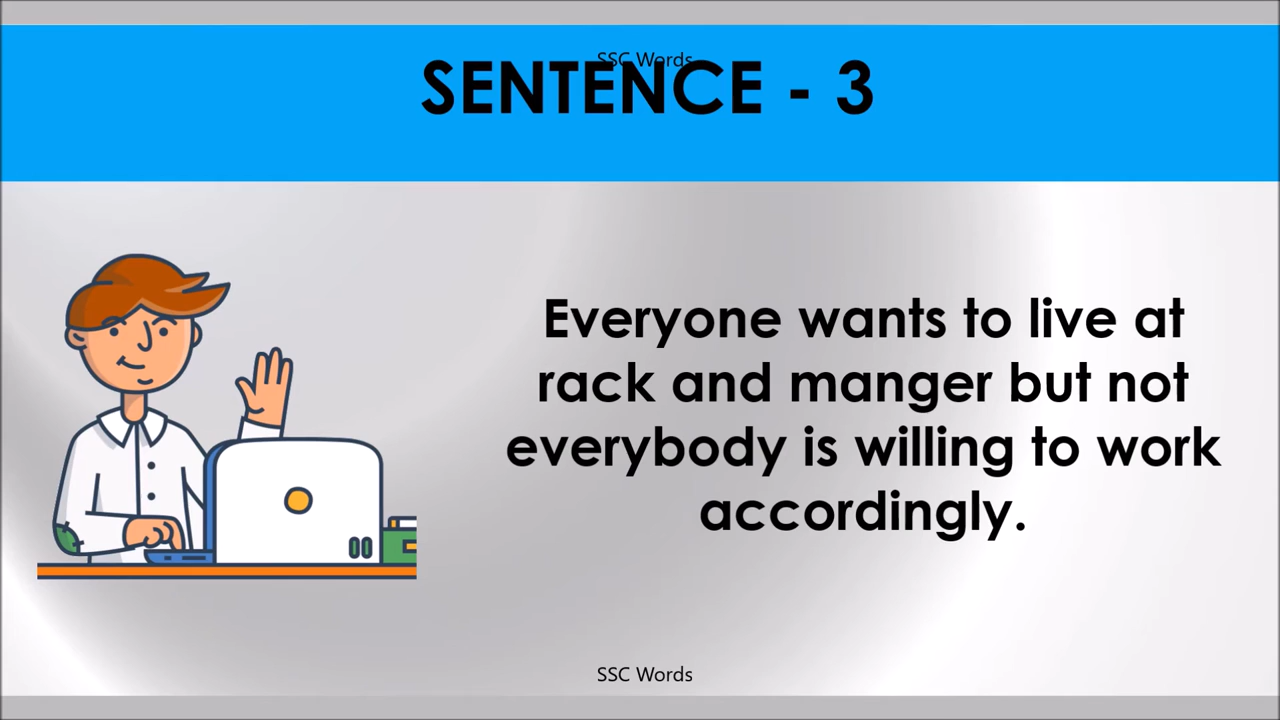 SSC Words
SENTENCE - 3
Everyone wants to live at
rack and manger but not
everybody is willing to work
accordingly.
SSC Words